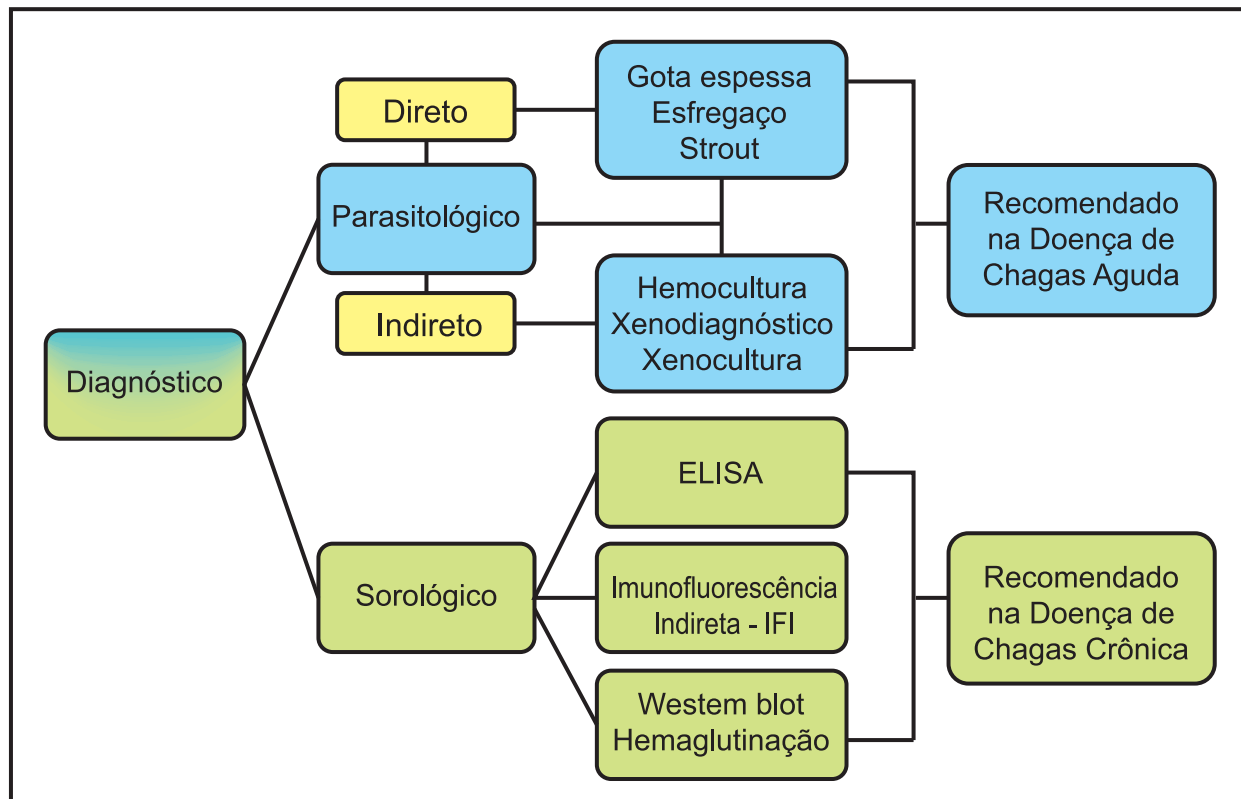 Diagnóstico
Direto
Parasitológico
Indireto
Gota espessa
Esfregaço
Strout
Hemocultura
Xenodiagnóstico
Xenocultura
Recomendado
na Doença de
Chagas Aguda
Sorológico
ELISA
Imunofluorescência
Indireta - IFI
Westem blot
Hemaglutinação
Recomendado
na Doença de
Chagas Crônica